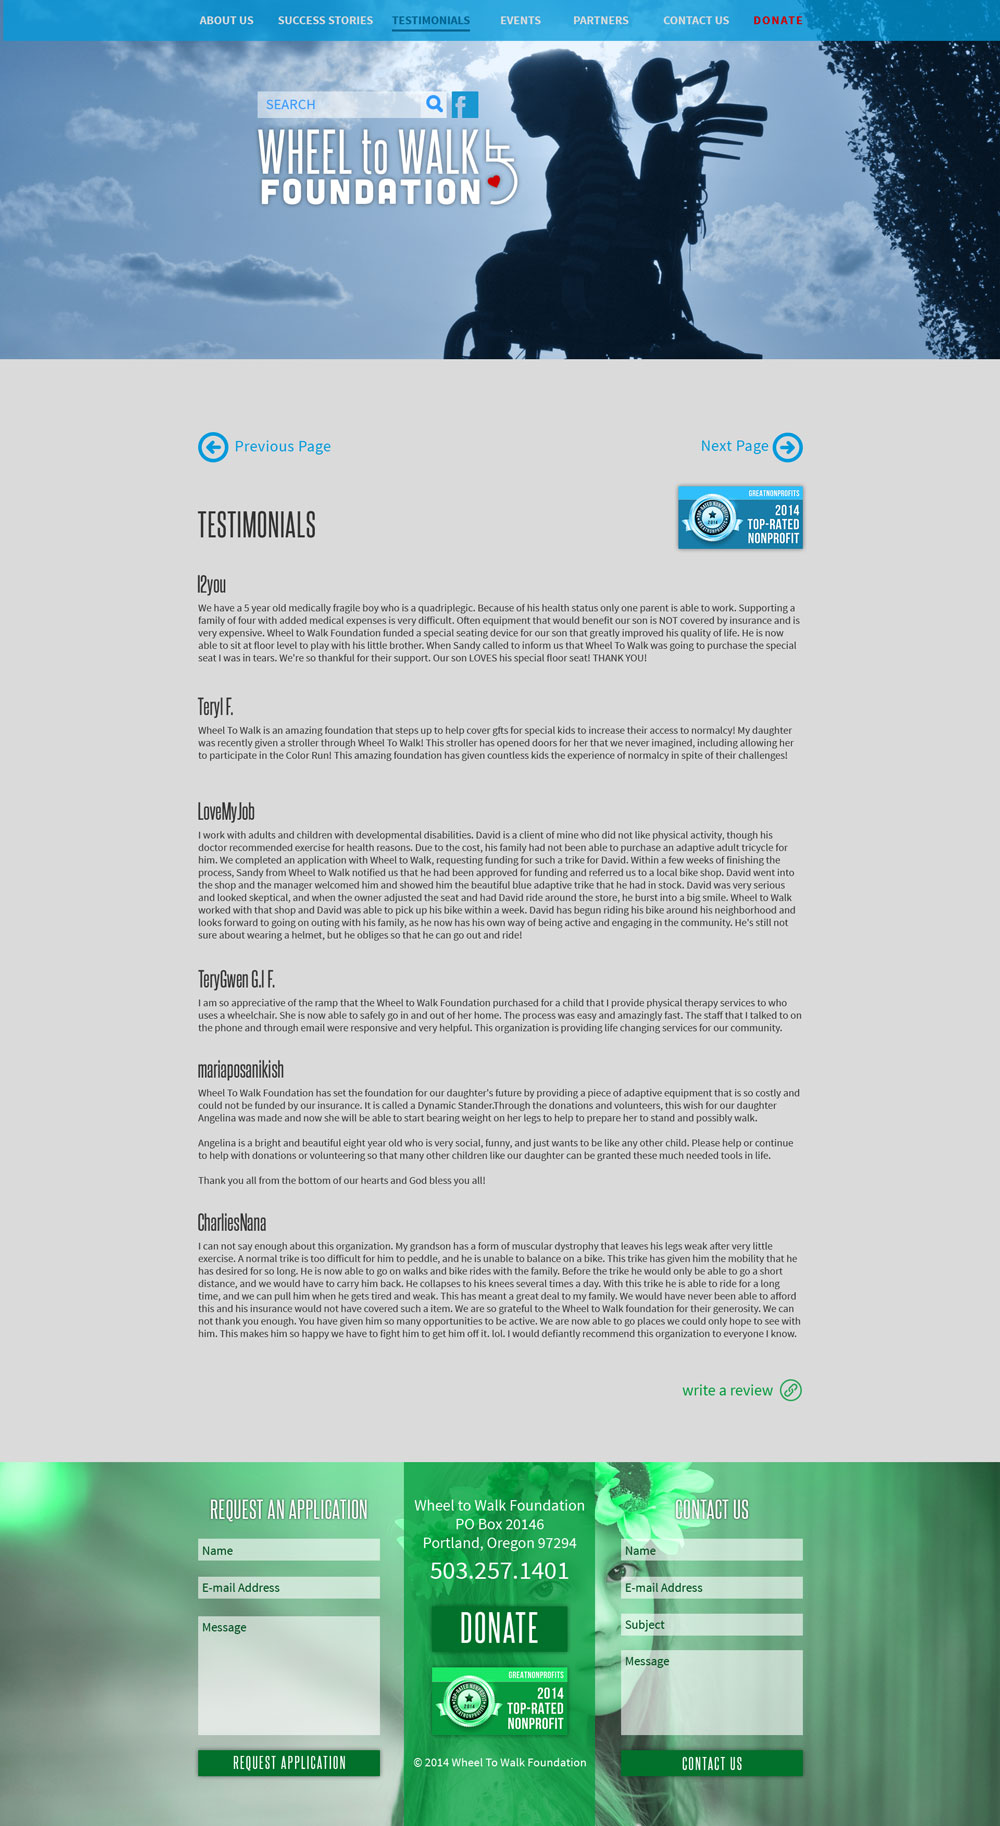 ABOUT US SUCCESS STORIES TESTIMONIALS EVENTS PARTNERS CONTACT US DONATE
SEARCH f
WHEEL to WALK
FOUNDATION
Previous Page
Next Page
GREATNONPROFITS
2014
TOP-RATED
NONPROFIT
TESTIMONIALS
l2you
We have a 5 year old medically fragile boy who is a quadriplegic. Because of his health status only one parent is able to work. Supporting a
family of four with added medical expenses is very difficult. Often equipment that would benefit our son is NOT covered by insurance and is
very expensive. Wheel to Walk Foundation funded a special seating device for our son that greatly improved his quality of life. He is now
able to sit at floor level to play with his little brother. When Sandy called to inform us that Wheel To Walk was going to purchase the special
seat I was in tears. We're so thankful for their support. Our son LOVES his special floor seat! THANK YOU!
Teryl F.
Wheel To Walk is an amazing foundation that steps up to help cover gfts for special kids to increase their access to normalcy! My daughter
was recently given a stroller through Wheel To Walk! This stroller has opened doors for her that we never imagined, including allowing her
to participate in the Color Run! This amazing foundation has given countless kids the experience of normalcy in spite of their challenges!
LoveMyJob
I work with adults and children with developmental disabilities. David is a client of mine who did not like physical activity, though his
doctor recommended exercise for health reasons. Due to the cost, his family had not been able to purchase an adaptive adult tricycle for
him. We completed an application with Wheel to Walk, requesting funding for such a trike for David. Within a few weeks of finishing the
process, Sandy from Wheel to Walk notified us that he had been approved for funding and referred us to a local bike shop. David went into
the shop and the manager welcomed him and showed him the beautiful blue adaptive trike that he had in stock. David was very serious
and looked skeptical, and when the owner adjusted the seat and had David ride around the store, he burst into a big smile. Wheel to Walk
worked with that shop and David was able to pick up his bike within a week. David has begun riding his bike around his neighborhood and
looks forward to going on outing with his family, as he now has his own way of being active and engaging in the community. He's still not
sure about wearing a helmet, but he obliges so that he can go out and ride!
TeryGwen G.l F.
I am so appreciative of the ramp that the Wheel to Walk Foundation purchased for a child that I provide physical therapy services to who
uses a wheelchair. She is now able to safely go in and out of her home. The process was easy and amazingly fast. The staff that I talked to on
the phone and through email were responsive and very helpful. This organization is providing life changing services for our community.
mariaposanikish
Wheel To Walk Foundation has set the foundation for our daughter's future by providing a piece of adaptive equipment that is so costly and
could not be funded by our insurance. It is called a Dynamic Stander.Through the donations and volunteers, this wish for our daughter
Angelina was made and now she will be able to start bearing weight on her legs to help to prepare her to stand and possibly walk.
Angelina is a bright and beautiful eight year old who is very social, funny, and just wants to be like any other child. Please help or continue
to help with donations or volunteering so that many other children like our daughter can be granted these much needed tools in life.
Thank you all from the bottom of our hearts and God bless you all!
CharliesNana
I can not say enough about this organization. My grandson has a form of muscular dystrophy that leaves his legs weak after very little
exercise. A normal trike is too difficult for him to peddle, and he is unable to balance on a bike. This trike has given him the mobility that he
has desired for so long. He is now able to go on walks and bike rides with the family. Before the trike he would only be able to go a short
distance, and we would have to carry him back. He collapses to his knees several times a day. With this trike he is able to ride for a long
time, and we can pull him when he gets tired and weak. This has meant a great deal to my family. We would have never been able to afford
this and his insurance would not have covered such a item. We are so grateful to the Wheel to Walk foundation for their generosity. We can
not thank you enough. You have given him so many opportunities to be active. We are now able to go places we could only hope to see with
him. This makes him so happy we have to fight him to get him off it. lol. I would defiantly recommend this organization to everyone I know.
write a review
REQUEST AN APPLICATION
Name
E-mail Address
Message
REQUEST APPLICATION
Wheel to Walk Foundation
PO Box 20146
Portland, Oregon 97294
503.257.1401
DONATE
GREATNONPROFITS
2014
TOP-RATED
NONPROFIT
© 2014 Wheel To Walk Foundation
CONTACT US
Name
E-mail Address
Subject
Message
CONTACT US